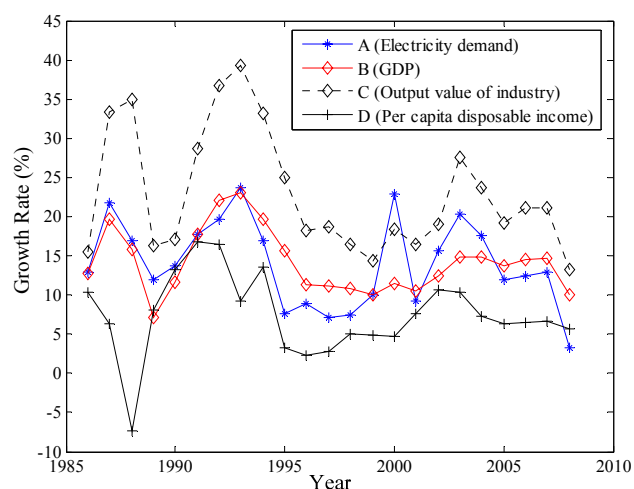 45
40
35
30
25
20
15
10
5
0
-5
-10
Growth Rate (%)
A (Electricity demand)
B (GDP)
C (Output value of industry)
D (Per capita disposable income)
1985 1990 1995 2000 2005 2010
Year